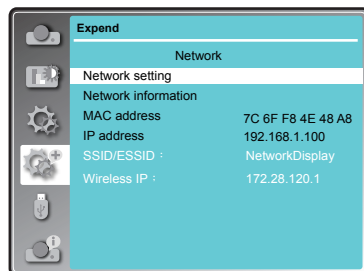 Expend
Network
Network setting
Network information
MAC address 7C 6F F8 4E 48 A8
IP address 192.168.1.100
SSID/ESSID： NetworkDisplay
Wireless IP： 172.28.120.1